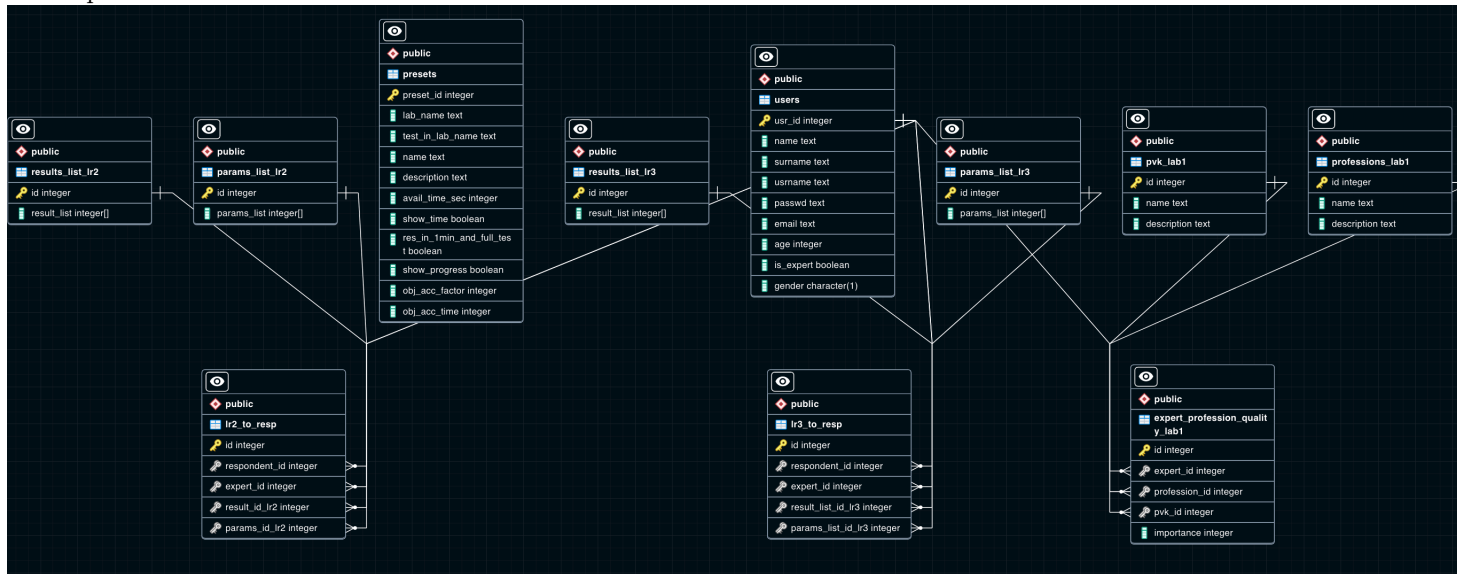 public
results_list_lr2
id integer
result_list integer[]
public
params_list_lr2
id integer
params_list integer[]
public
presets
preset_id integer
lab_name text
test_in_lab_name text
name text
description text
avail_time_sec integer
show_time boolean
res_in_1min_and_full_tes
t boolean
show_progress boolean
obj_acc_factor integer
obj_acc_time integer
public
results_list_lr3
id integer
result_list integer[]
public
users
usr_id integer
name text
surname text
usrname text
passwd text
email text
age integer
is_expert boolean
gender character(1)
public
params_list_lr3
id integer
params_list integer[]
public
pvk_lab1
id integer
name text
description text
public
professions_lab1
id integer
name text
description text
public
lr2_to_resp
id integer
respondent_id integer
expert_id integer
result_id_lr2 integer
params_id_lr2 integer
public
lr3_to_resp
id integer
respondent_id integer
expert_id integer
result_list_id_lr3 integer
params_list_id_lr3 integer
public
expert_profession_qualit
y_lab1
id integer
expert_id integer
profession_id integer
pvk_id integer
importance integer